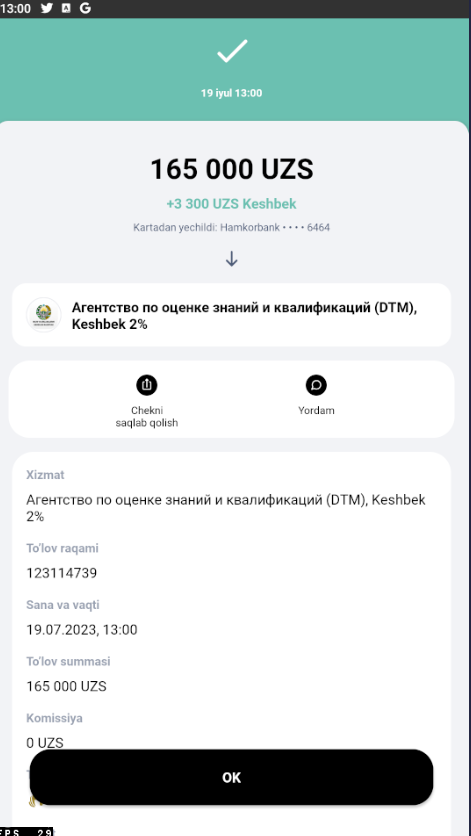 13:00
19 iyul 13:00
165 000 UZS
+3 300 UZS Keshbek
Kartadan yechildi: Hamkorbank •••• 6464
Агентство по оценке знаний и квалификаций (DTM),
Keshbek 2%
Chekni
saqlab qolish
Yordam
Xizmat
Агентство по оценке знаний и квалификаций (DTM), Keshbek
2%
To'lov raqami
123114739
Sana va vaqti
19.07.2023, 13:00
To'lov summasi
165 000 UZS
Komissiya
0 UZS
OK
FPS 29